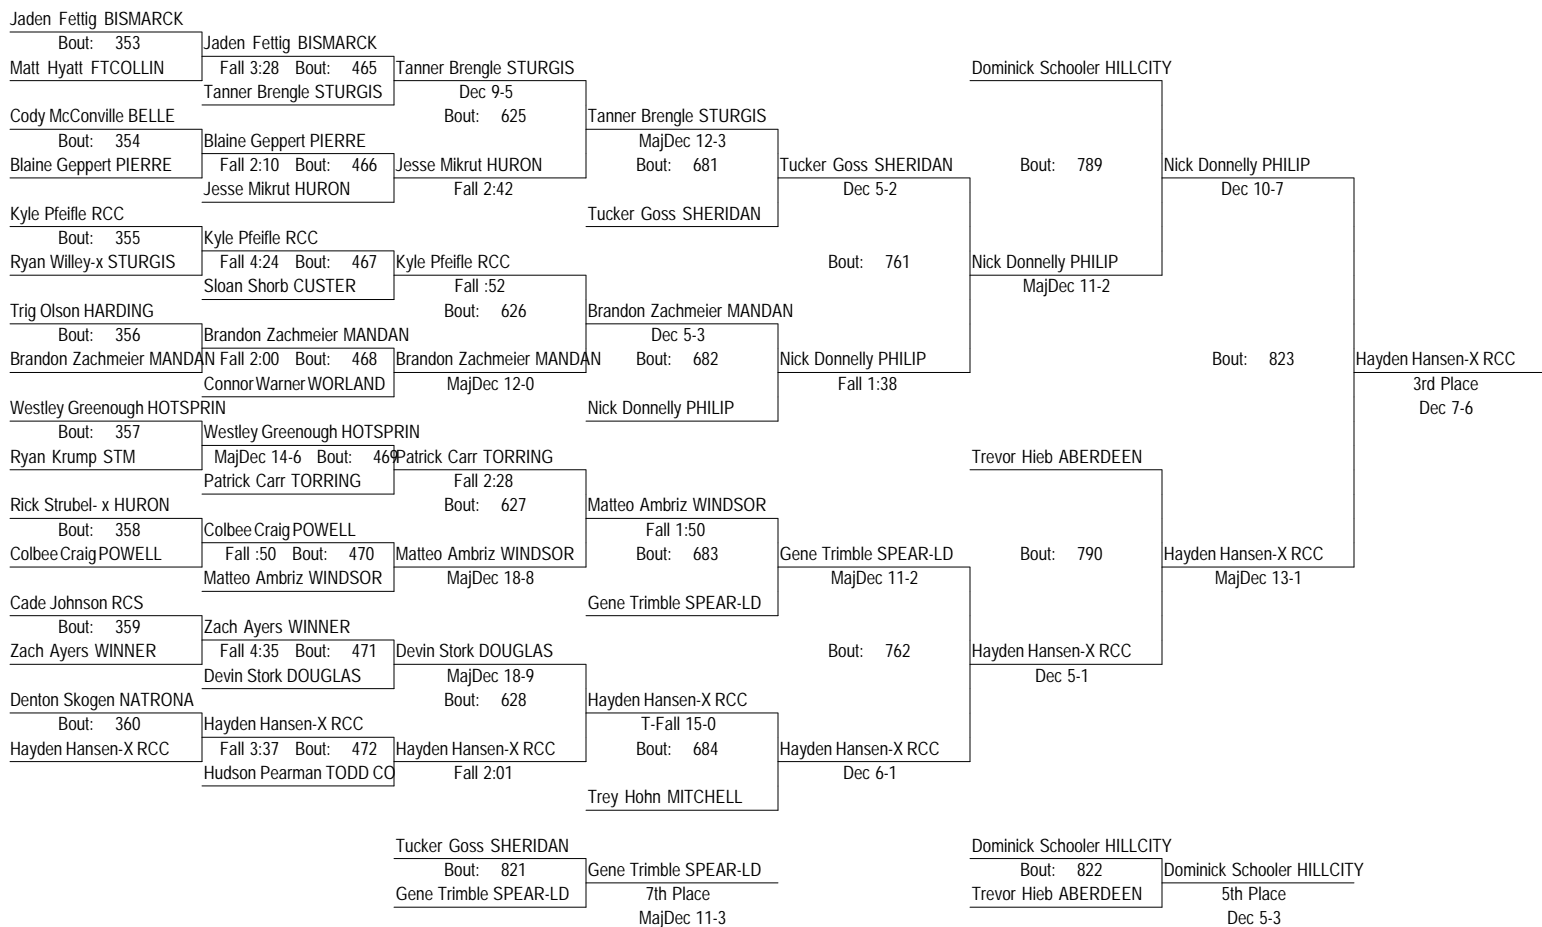 Jaden Fettig BISMARCK
Bout: 353 Jaden Fettig BISMARCK
Matt Hyatt FTCOLLIN Fall 3:28 Bout: 465 Tanner Brengle STURGIS Dominick Schooler HILLCITY
Tanner Brengle STURGIS Dec 9-5
Cody McConville BELLE Bout: 625 Tanner Brengle STURGIS
Bout: 354 Blaine Geppert PIERRE MajDec 12-3
Blaine Geppert PIERRE Fall 2:10 Bout: 466 Jesse Mikrut HURON Bout: 681 Tucker Goss SHERIDAN Bout: 789 Nick Donnelly PHILIP
Jesse Mikrut HURON Fall 2:42 Dec 5-2 Dec 10-7
Kyle Pfeifle RCC Tucker Goss SHERIDAN
Bout: 355 Kyle Pfeifle RCC
Ryan Willey-x STURGIS Fall 4:24 Bout: 467 Kyle Pfeifle RCC Bout: 761 Nick Donnelly PHILIP
Sloan Shorb CUSTER Fall :52 MajDec 11-2
Trig Olson HARDING Bout: 626 Brandon Zachmeier MANDAN
Bout: 356 Brandon Zachmeier MANDAN Dec 5-3
Brandon Zachmeier MANDAN Fall 2:00 Bout: 468 Brandon Zachmeier MANDAN Bout: 682 Nick Donnelly PHILIP Bout: 823 Hayden Hansen-X RCC
Connor Warner WORLAND MajDec 12-0 Fall 1:38 3rd Place
Westley Greenough HOTSPRIN Nick Donnelly PHILIP Dec 7-6
Bout: 357 Westley Greenough HOTSPRIN
Ryan Krump STM MajDec 14-6 Bout: 469 Patrick Carr TORRING Trevor Hieb ABERDEEN
Patrick Carr TORRING Fall 2:28
Rick Strubel- x HURON Bout: 627 Matteo Ambriz WINDSOR
Bout: 358 Colbee Craig POWELL Fall 1:50
Colbee Craig POWELL Fall :50 Bout: 470 Matteo Ambriz WINDSOR Bout: 683 Gene Trimble SPEAR-LD Bout: 790 Hayden Hansen-X RCC
Matteo Ambriz WINDSOR MajDec 18-8 MajDec 11-2 MajDec 13-1
Cade Johnson RCS Gene Trimble SPEAR-LD
Bout: 359 Zach Ayers WINNER
Zach Ayers WINNER Fall 4:35 Bout: 471 Devin Stork DOUGLAS Bout: 762 Hayden Hansen-X RCC
Devin Stork DOUGLAS MajDec 18-9 Dec 5-1
Denton Skogen NATRONA Bout: 628 Hayden Hansen-X RCC
Bout: 360 Hayden Hansen-X RCC T-Fall 15-0
Hayden Hansen-X RCC Fall 3:37 Bout: 472 Hayden Hansen-X RCC Bout: 684 Hayden Hansen-X RCC
Hudson Pearman TODD CO Fall 2:01 Dec 6-1
Trey Hohn MITCHELL
Tucker Goss SHERIDAN Dominick Schooler HILLCITY
Bout: 821 Gene Trimble SPEAR-LD Bout: 822 Dominick Schooler HILLCITY
Gene Trimble SPEAR-LD 7th Place Trevor Hieb ABERDEEN 5th Place
MajDec 11-3 Dec 5-3